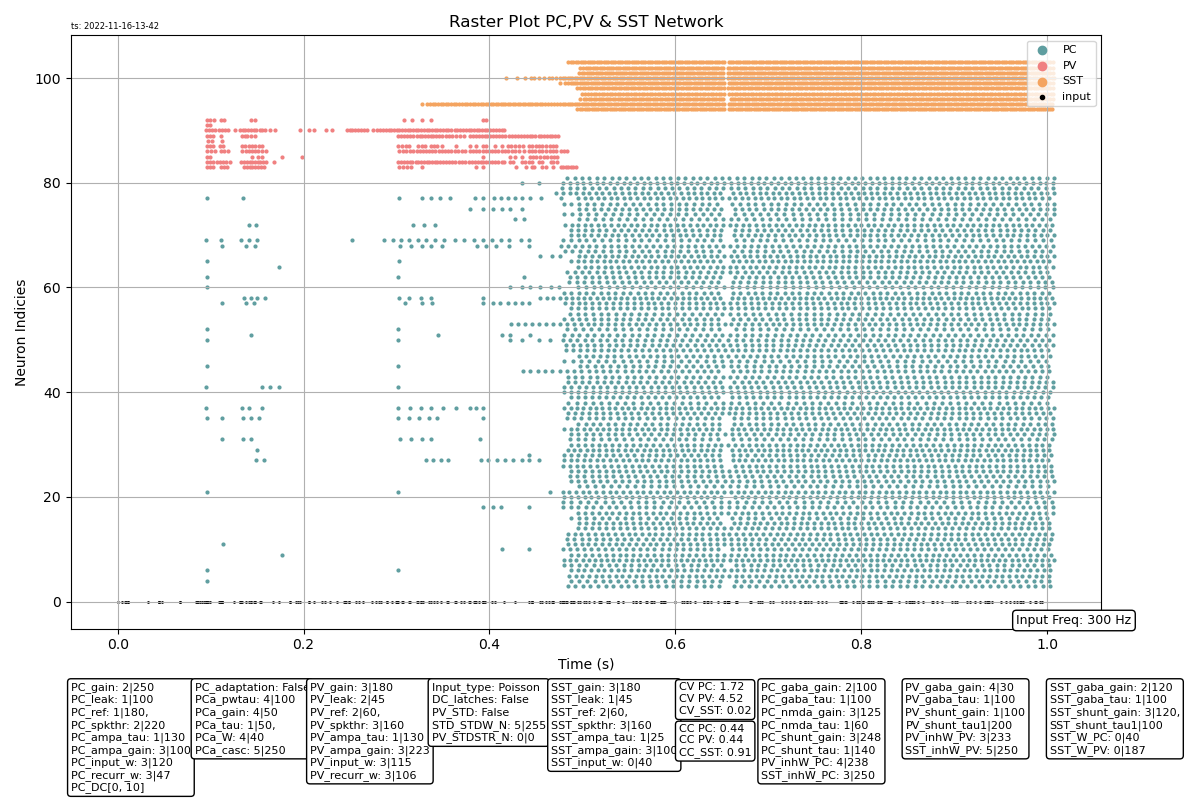 ts: 2022-11-16-13-42
Raster Plot PC,PV & SST Network
PC
PV
SST
input
Neuron Indicies
100
80
60
40
20
0
0.0
0.2
0.4
0.6
0.8
1.0
Input Freq: 300 Hz
Time (s)
PC_gain: 2|250
PC_leak: 1|100
PC_ref: 1|180,
PC_spkthr: 2|220
PC_ampa_tau: 1|130
PC_ampa_gain: 3|100
PC_input_w: 3|120
PC_recurr_w: 3|47
PC_DC[0, 10]
PC_adaptation: False
PCa_pwtau: 4|100
PCa_gain: 4|50
PCa_tau: 1|50,
PCa_W: 4|40
PCa_casc: 5|250
PV_gain: 3|180
PV_leak: 2|45
PV_ref: 2|60,
PV_spkthr: 3|160
PV_ampa_tau: 1|130
PV_ampa_gain: 3|223
PV_input_w: 3|115
PV_recurr_w: 3|106
Input_type: Poisson
DC_latches: False
PV_STD: False
STD_STDW_N: 5|255
PV_STDSTR_N: 0|0
SST_gain: 3|180
SST_leak: 1|45
SST_ref: 2|60,
SST_spkthr: 3|160
SST_ampa_tau: 1|25
SST_ampa_gain: 3|100
SST_input_w: 0|40
CV PC: 1.72
CV PV: 4.52
CV_SST: 0.02
CC PC: 0.44
CC PV: 0.44
CC_SST: 0.91
PC_gaba_gain: 2|100
PC_gaba_tau: 1|100
PC_nmda_gain: 3|125
PC_nmda_tau: 1|60
PC_shunt_gain: 3|248
PC_shunt_tau: 1|140
PV_inhW_PC: 4|238
SST_inhW_PC: 3|250
PV_gaba_gain: 4|30
PV_gaba_tau: 1|100
PV_shunt_gain: 1|100
PV_shunt_tau1|200
PV_inhW_PV: 3|233
SST_inhW_PV: 5|250
SST_gaba_gain: 2|120
SST_gaba_tau: 1|100
SST_shunt_gain: 3|120,
SST_shunt_tau1|100
SST_W_PC: 0|40
SST_W_PV: 0|187